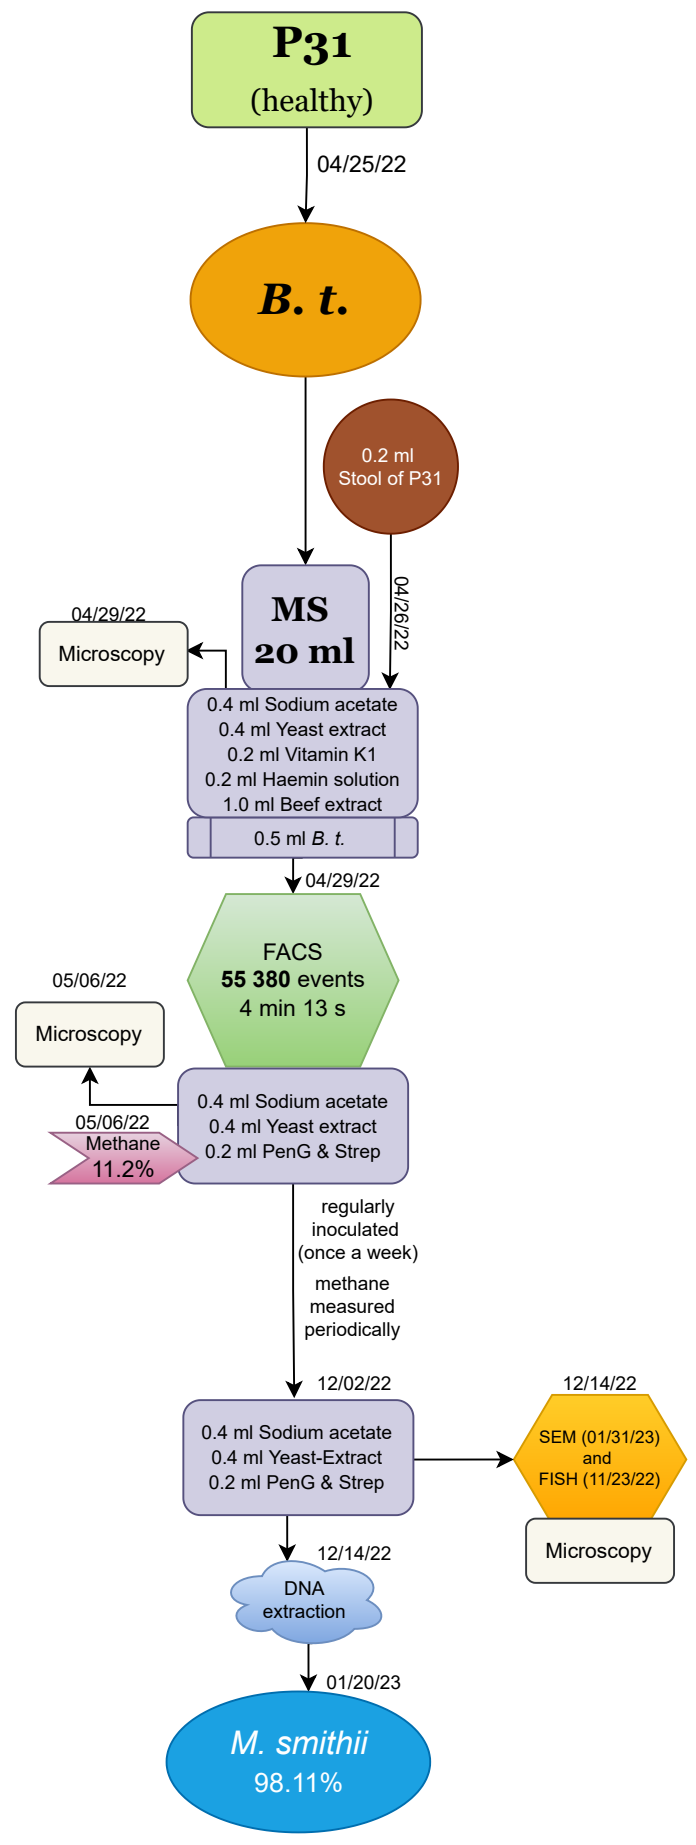 P31
(healthy)
04/25/22
B. t.
0.2 ml
Stool of P31
04/26/22
MS
20 ml
04/29/22
Microscopy
0.4 ml Sodium acetate
0.4 ml Yeast extract
0.2 ml Vitamin K1
0.2 ml Haemin solution
1.0 ml Beef extract
0.5 ml B. t.
04/29/22
FACS
55 380 events
4 min 13 s
05/06/22
Microscopy
0.4 ml Sodium acetate
0.4 ml Yeast extract
0.2 ml PenG & Strep
05/06/22
Methane
11.2%
regularly
inoculated
(once a week)
methane
measured
periodically
12/02/22
0.4 ml Sodium acetate
0.4 ml Yeast-Extract
0.2 ml PenG & Strep
12/14/22
SEM (01/31/23)
and
FISH (11/23/22)
Microscopy
12/14/22
DNA
extraction
01/20/23
M. smithii
98.11%